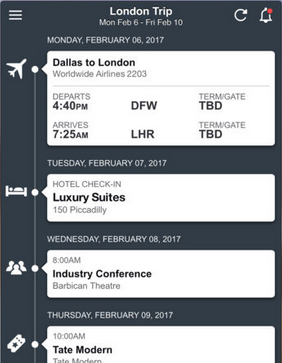 London Trip
Mon Feb 6 - Fri Feb 10
MONDAY, FEBRUARY 06, 2017
Dallas to London
Worldwide Airlines 2203
DEPARTS TERM/GATE
4:40PM DFW TBD
ARRIVES TERM/GATE
7:25AM LHR TBD
TUESDAY, FEBRUARY 07, 2017
HOTEL CHECK-IN
Luxury Suites
150 Piccadilly
WEDNESDAY, FEBRUARY 08, 2017
8:00AM
Industry Conference
Barbican Theatre
THURSDAY, FEBRUARY 09, 2017
10:00AM
Tate Modern
Tate Modern